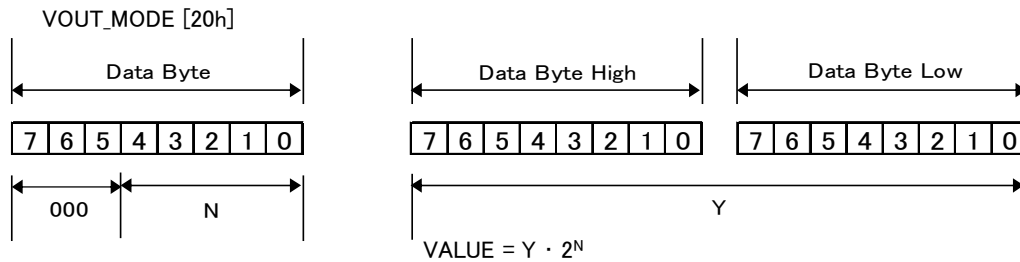 VOUT_MODE [20h]
Data Byte
Data Byte High
Data Byte Low
7 6 5 4 3 2 1 0
7 6 5 4 3 2 1 0
7 6 5 4 3 2 1 0
000
N
Y
VALUE = Y · 2ᴺ